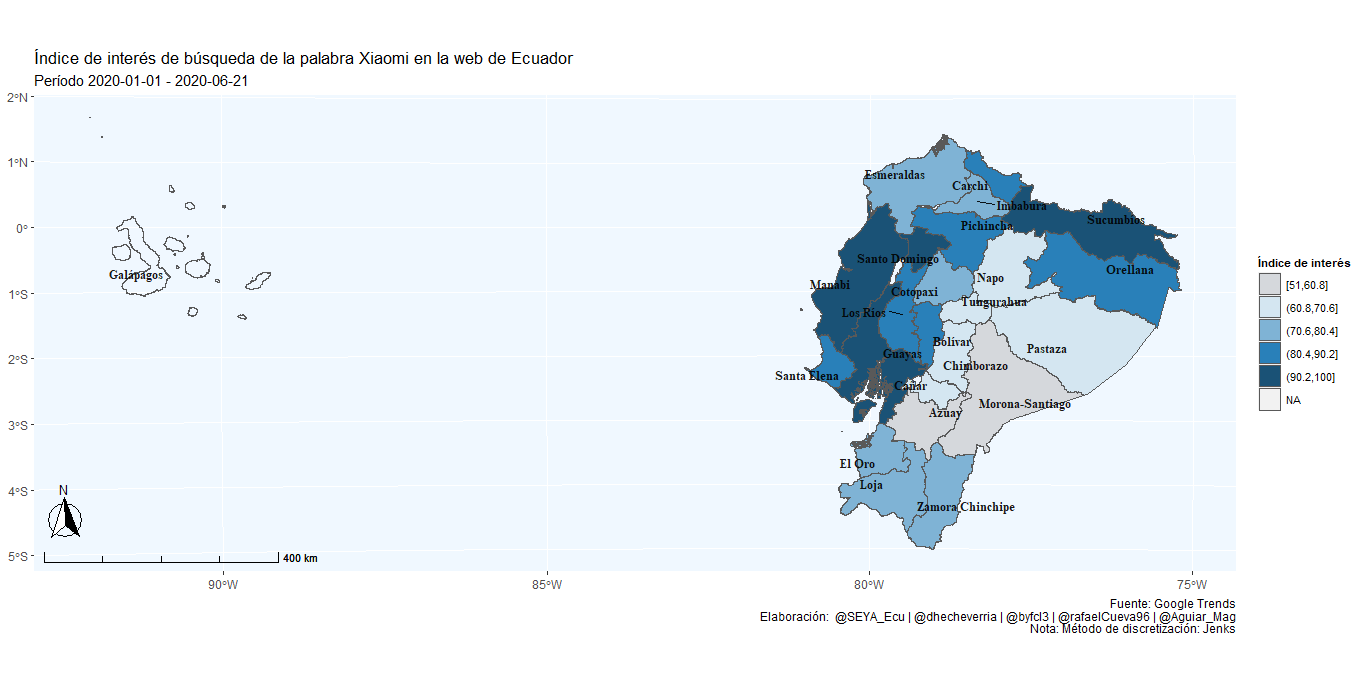 Índice de interés de búsqueda de la palabra Xiaomi en la web de Ecuador
Período 2020-01-01 - 2020-06-21
2°N
1°N
0°
1°S
2°S
3°S
4°S
5°S
Esmeraldas
Carchi
Imbabura
Sucumbíos
Pichincha
Santo Domingo
Orellana
Galápagos
Napo
Manabí
Cotopaxi
Tungurahua
Los Ríos
Bolívar
Pastaza
Guayas
Chimborazo
Santa Elena
Cañar
Morona-Santiago
Azuay
El Oro
Loja
Zamora Chinchipe
N
400 km
90°W
85°W
80°W
75°W
Índice de interés
[51,60.8]
(60.8,70.6]
(70.6,80.4]
(80.4,90.2]
(90.2,100]
NA
Fuente: Google Trends
Elaboración: @SEYA_Ecu | @dhecheverria | @byfcl3 | @rafaelCueva96 | @Aguiar_Mag
Nota: Método de discretización: Jenks